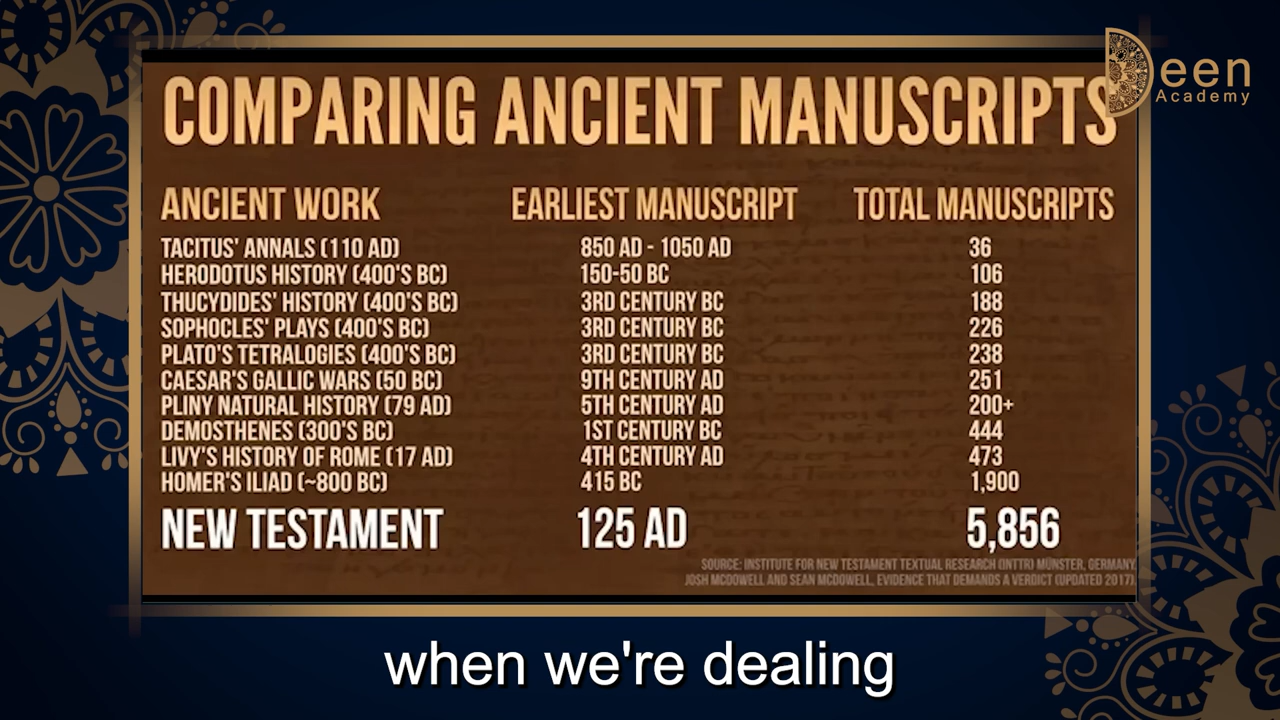 Deen
Academy
COMPARING ANCIENT MANUSCRIPTS
ANCIENT WORK EARLIEST MANUSCRIPT TOTAL MANUSCRIPTS
TACITUS' ANNALS (110 AD) 850 AD - 1050 AD 36
HERODOTUS HISTORY (400'S BC) 150-50 BC 106
THUCYDIDES' HISTORY (400'S BC) 3RD CENTURY BC 188
SOPHOCLES' PLAYS (400'S BC) 3RD CENTURY BC 226
PLATO'S TETRALOGIES (400'S BC) 3RD CENTURY BC 238
CAESAR'S GALLIC WARS (50 BC) 9TH CENTURY AD 251
PLINY NATURAL HISTORY (79 AD) 5TH CENTURY AD 200+
DEMOSTHENES (300'S BC) 1ST CENTURY BC 444
LIVY'S HISTORY OF ROME (17 AD) 4TH CENTURY AD 473
HOMER'S ILIAD (~800 BC) 415 BC 1,900
NEW TESTAMENT 125 AD 5,856
SOURCE: INSTITUTE FOR NEW TESTAMENT TEXTUAL RESEARCH (INTTR) MÜNSTER, GERMANY.
JOSH MCDOWELL AND SEAN MCDOWELL, EVIDENCE THAT DEMANDS A VERDICT (UPDATED 2017).
when we're dealing